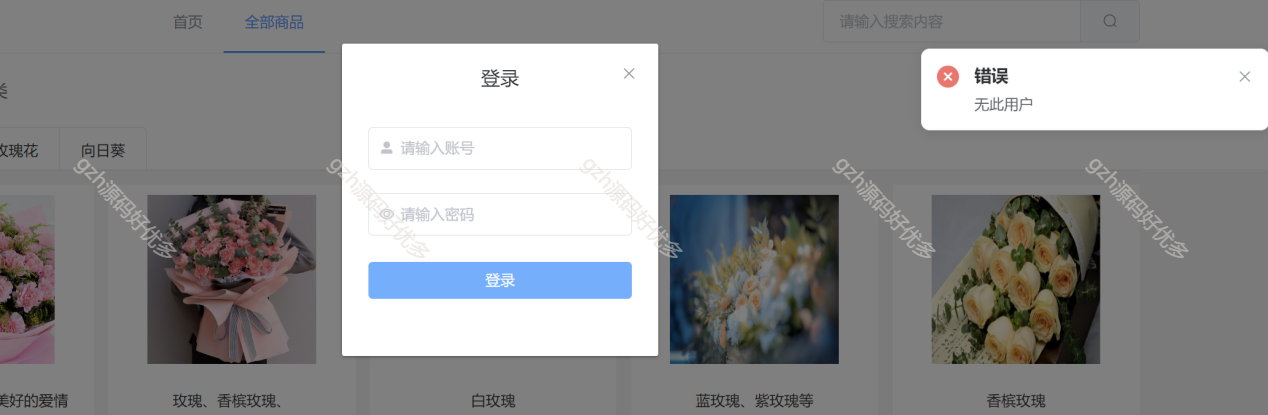 首页
全部商品
请输入搜索内容
登录
错误
无此用户
类
玫瑰花
向日葵
请输入账号
请输入密码
登录
gzh源码好优多
gzh源码好优多
gzh源码好优多
gzh源码好优多
gzh源码好优多
美好的爱情
玫瑰、香槟玫瑰、
白玫瑰
蓝玫瑰、紫玫瑰等
香槟玫瑰